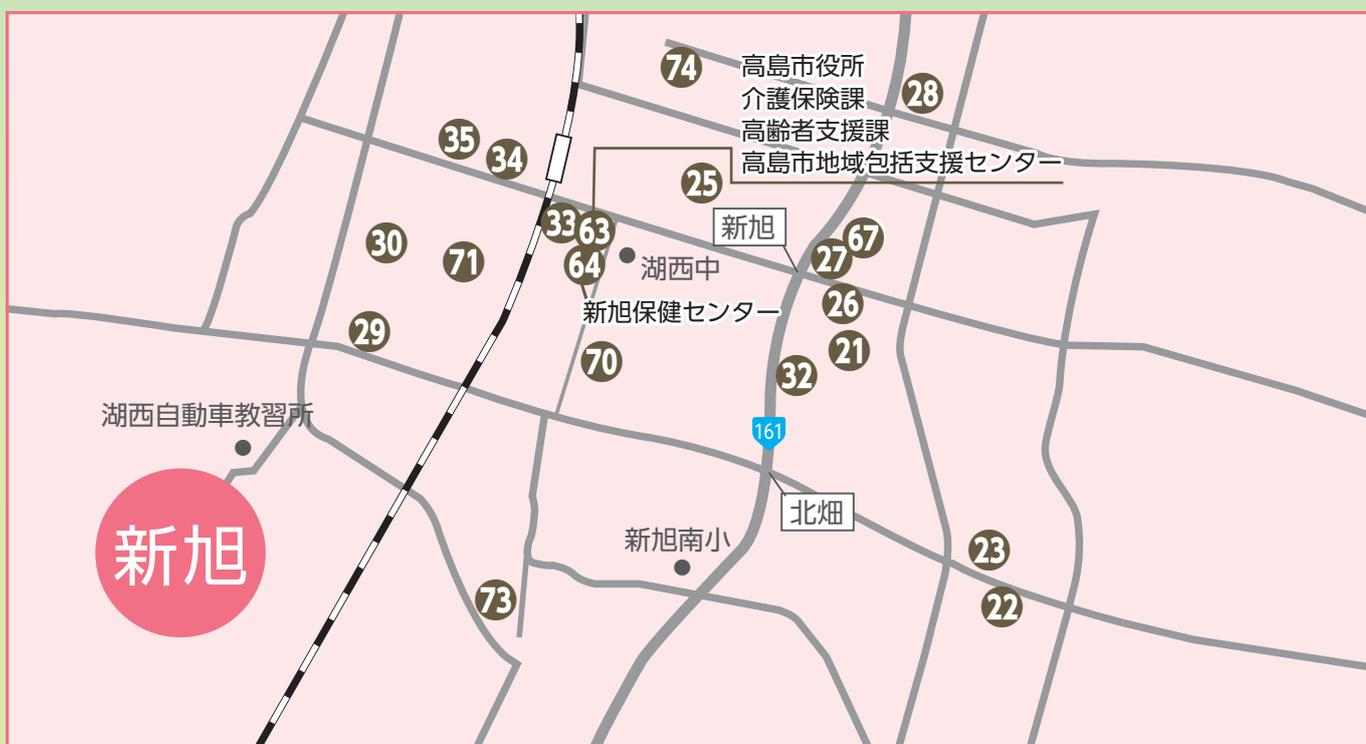 74
高島市役所
介護保険課
高齢者支援課
高島市地域包括支援センター
28
35
34
25
新旭
33
63
67
27
30
71
64
湖西中
26
新旭保健センター
29
70
21
32
湖西自動車教習所
161
新旭
北畑
新旭南小
23
73
22